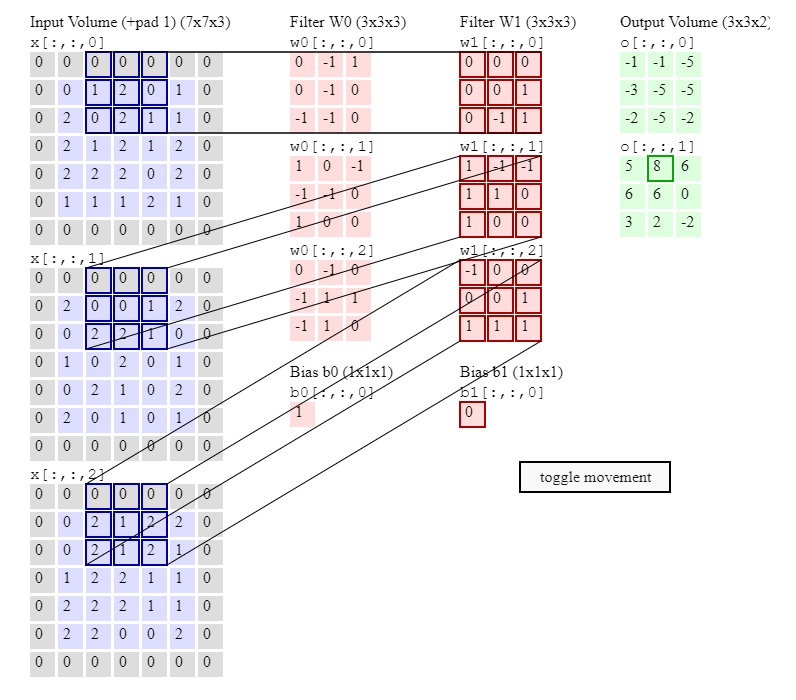 Input Volume (+pad 1) (7x7x3) Filter W0 (3x3x3) Filter W1 (3x3x3) Output Volume (3x3x2)
x[:,:,0] w0[:,:,0] w1[:,:,0] o[:,:,0]
0 0 0 0 0 0 0 0 -1 1 0 0 0 -1 -1 -5
0 0 1 2 0 1 0 0 -1 0 0 0 1 -3 -5 -5
0 2 0 2 1 1 0 -1 -1 0 0 -1 1 -2 -5 -2
0 2 1 2 1 2 0 w0[:,:,1] w1[:,:,1] o[:,:,1]
0 2 2 2 0 2 0 1 0 -1 1 -1 -1 5 8 6
0 1 1 1 2 1 0 -1 -1 0 1 1 0 6 6 0
0 0 0 0 0 0 0 1 0 0 1 0 0 3 2 -2
x[:,:,1] w0[:,:,2] w1[:,:,2]
0 0 0 0 0 0 0 0 -1 0 -1 0 0
0 2 0 0 1 2 0 -1 1 1 0 0 1
0 0 2 2 1 0 0 -1 1 0 1 1 1
0 1 0 2 0 1 0
0 0 2 1 0 2 0 Bias b0 (1x1x1) Bias b1 (1x1x1)
b0[:,:,0] b1[:,:,0]
0 2 0 1 0 1 0 1 0
0 0 0 0 0 0 0
x[:,:,2] toggle movement
0 0 0 0 0 0 0
0 0 2 1 2 2 0
0 0 2 1 2 1 0
0 1 2 2 1 1 0
0 2 2 2 1 1 0
0 2 2 0 0 2 0
0 0 0 0 0 0 0